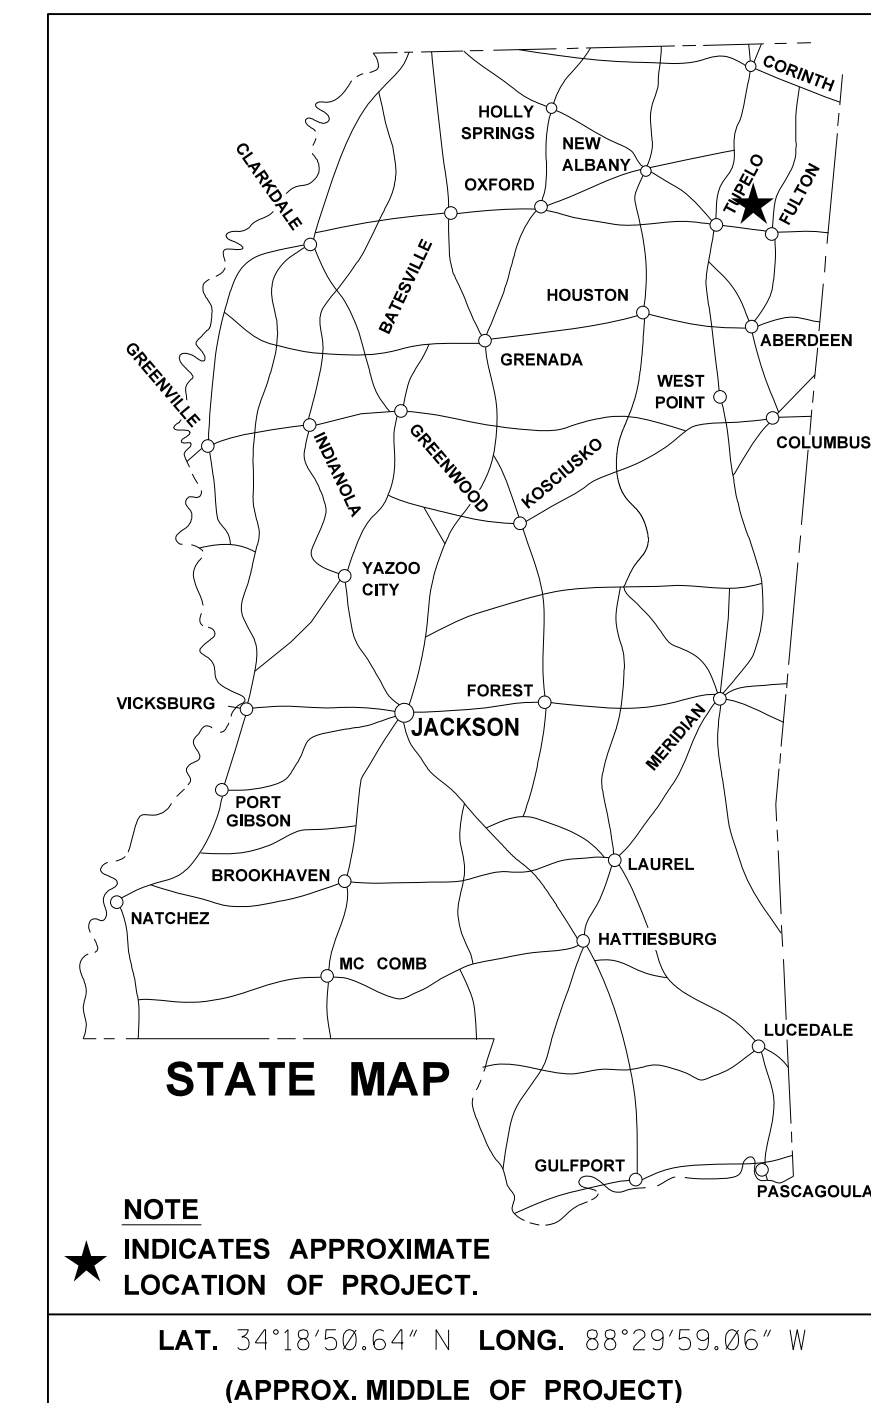 CORINTH
HOLLY
SPRINGS
NEW
ALBANY
TUPELO
FULTON
CLARKDALE
OXFORD
BATESVILLE
HOUSTON
ABERDEEN
GRENADA
GREENVILLE
WEST
POINT
COLUMBUS
INDIANOLA
GREENWOOD
KOSCIUSKO
YAZOO
CITY
VICKSBURG
FOREST
JACKSON
MERIDIAN
PORT
GIBSON
BROOKHAVEN
LAUREL
NATCHEZ
HATTIESBURG
MC COMB
LUCEDALE
STATE MAP
GULFPORT
PASCAGOULA
NOTE
INDICATES APPROXIMATE
LOCATION OF PROJECT.
LAT. 34°18'50.64" N LONG. 88°29'59.06" W
(APPROX. MIDDLE OF PROJECT)